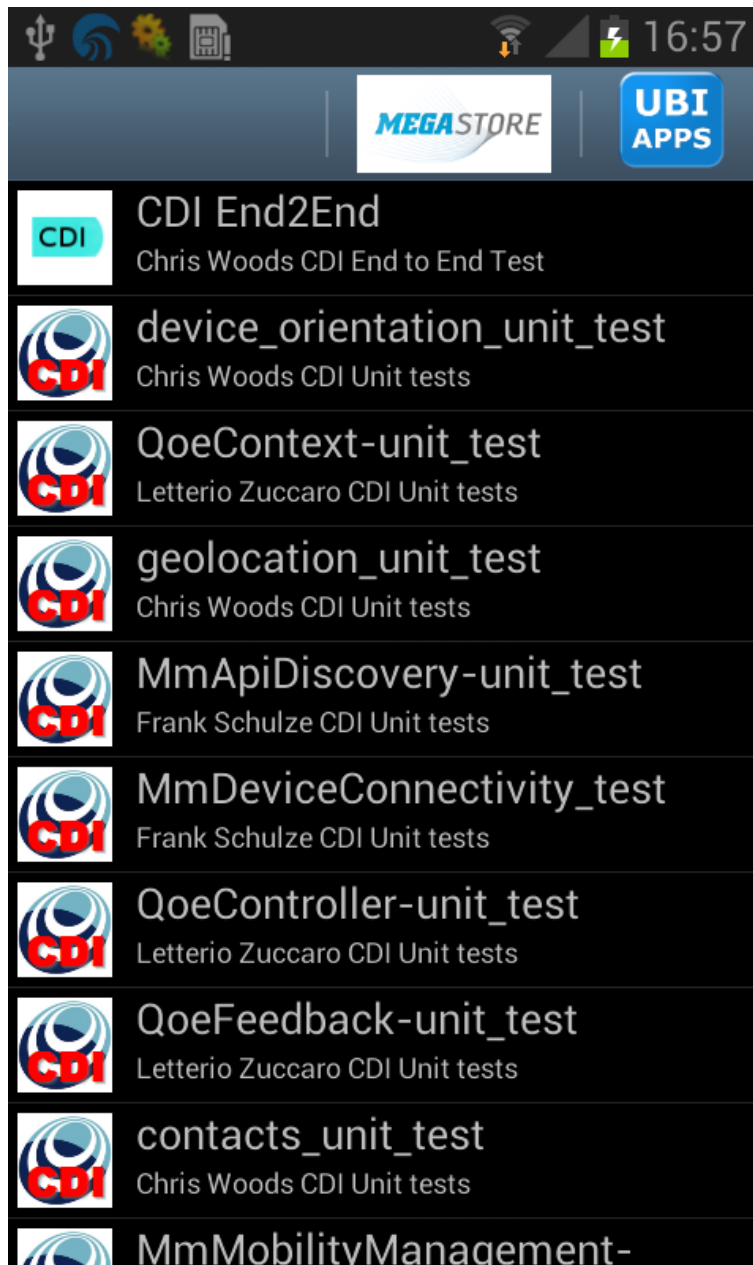 16:57
MEGASTORE
UBI
APPS
CDI
CDI End2End
Chris Woods CDI End to End Test
CDI
device_orientation_unit_test
Chris Woods CDI Unit tests
CDI
QoeContext-unit_test
Letterio Zuccaro CDI Unit tests
CDI
geolocation_unit_test
Chris Woods CDI Unit tests
CDI
MmApiDiscovery-unit_test
Frank Schulze CDI Unit tests
CDI
MmDeviceConnectivity_test
Frank Schulze CDI Unit tests
CDI
QoeController-unit_test
Letterio Zuccaro CDI Unit tests
CDI
QoeFeedback-unit_test
Letterio Zuccaro CDI Unit tests
CDI
contacts_unit_test
Chris Woods CDI Unit tests
MmMobilityManagement-